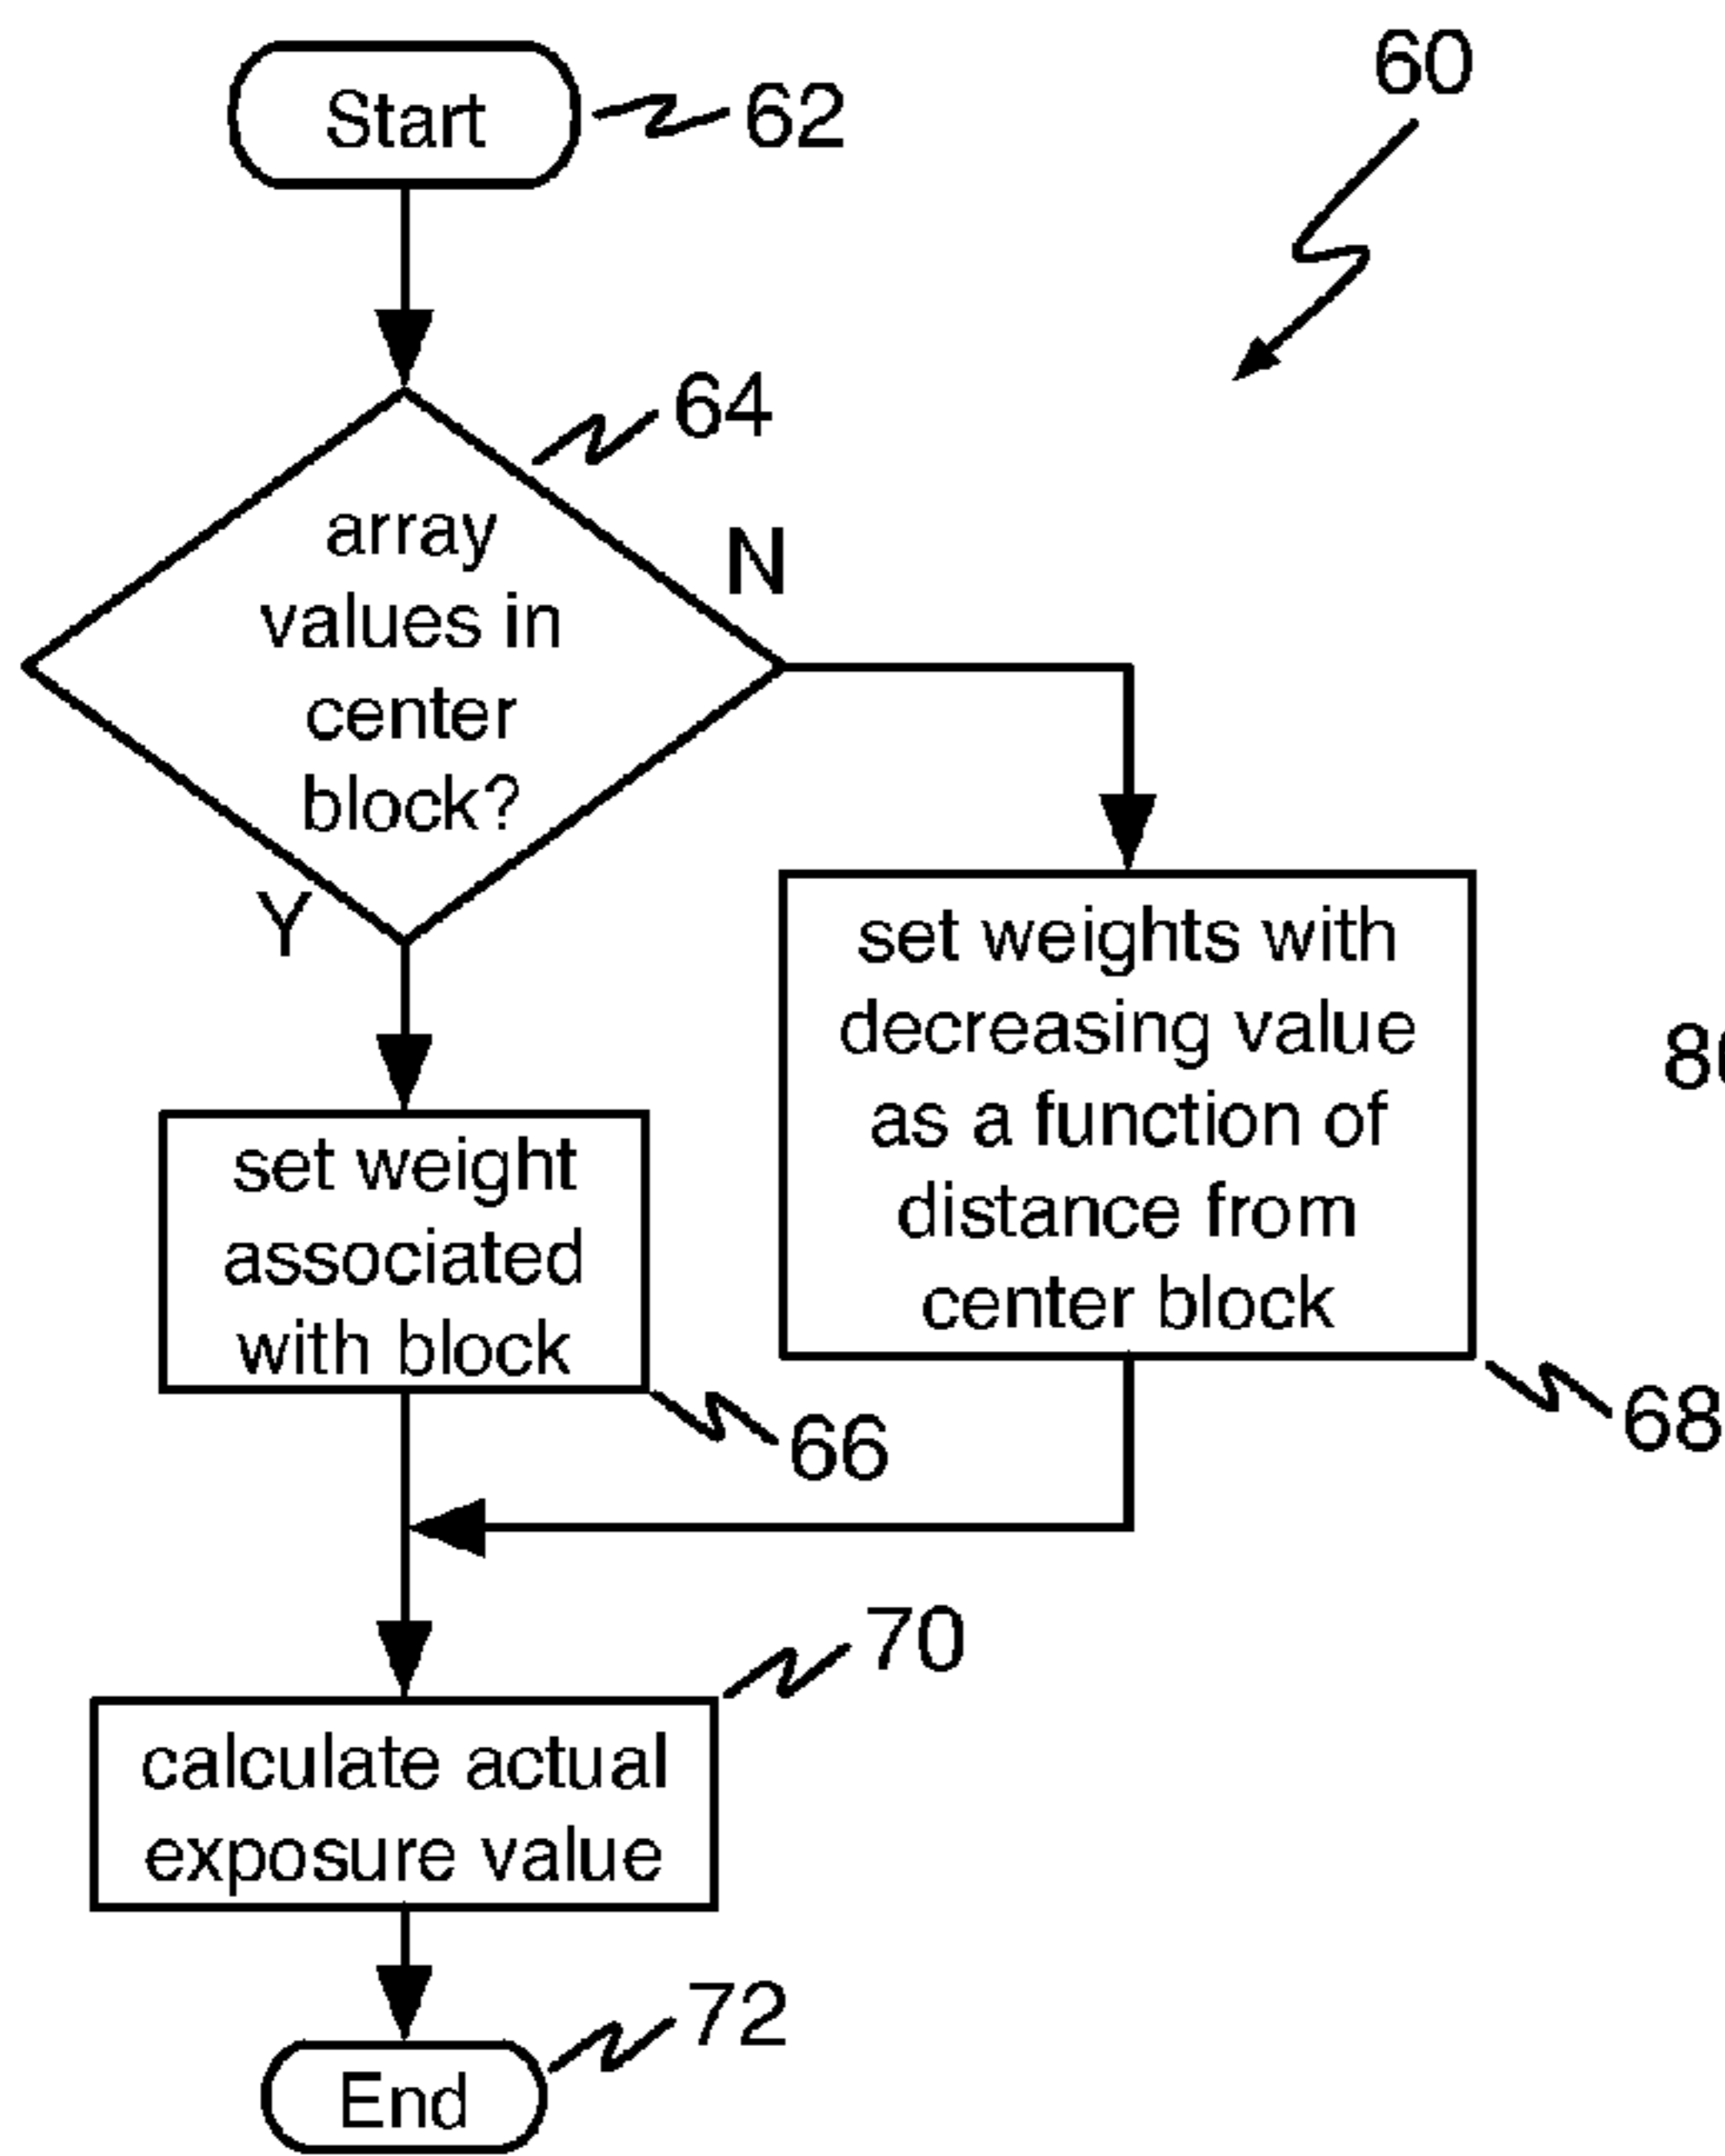 60
Start
62
64
array
values in
center
block?
N
Y
set weights with
decreasing value
as a function of
distance from
center block
68
set weight
associated
with block
66
70
calculate actual
exposure value
72
End